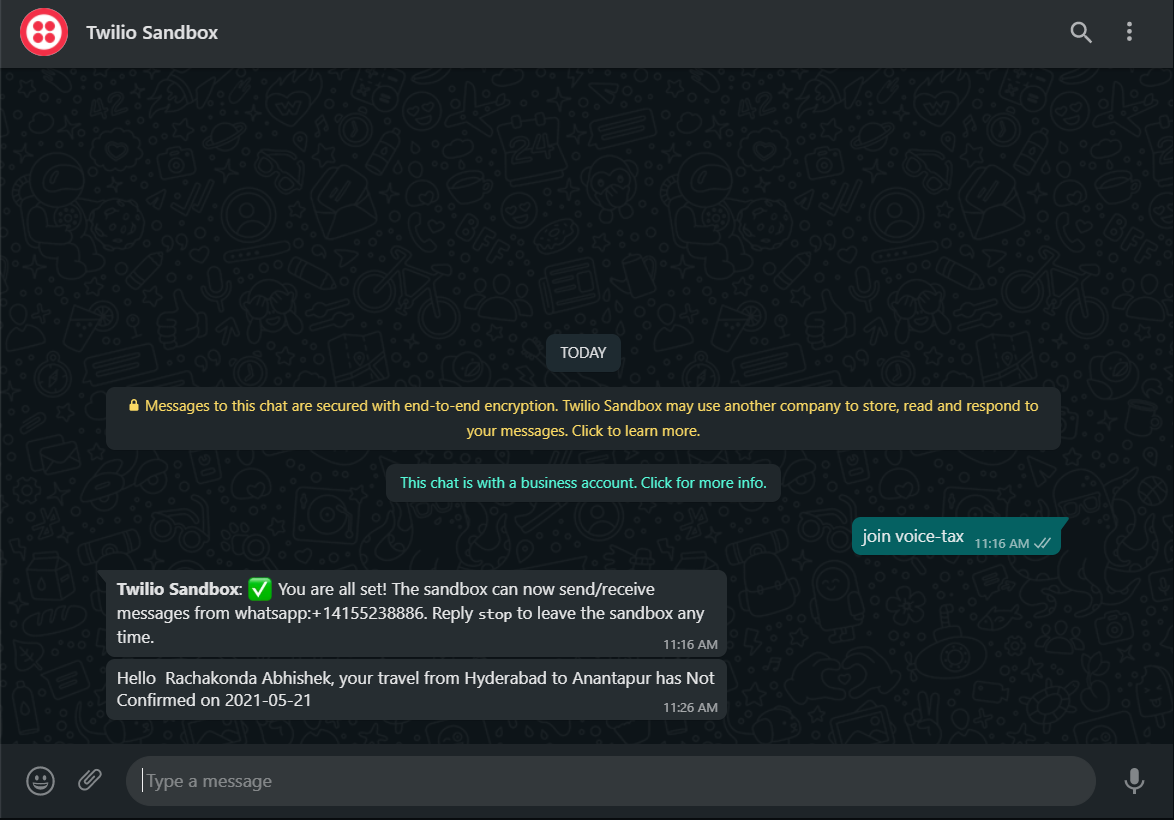 Twilio Sandbox
TODAY
Messages to this chat are secured with end-to-end encryption. Twilio Sandbox may use another company to store, read and respond to
your messages. Click to learn more.
This chat is with a business account. Click for more info.
join voice-tax 11:16 AM
Twilio Sandbox: ✅ You are all set! The sandbox can now send/receive
messages from whatsapp:+14155238886. Reply stop to leave the sandbox any
time.
11:16 AM
Hello  Rachakonda Abhishek, your travel from Hyderabad to Anantapur has Not
Confirmed on 2021-05-21
11:26 AM
Type a message